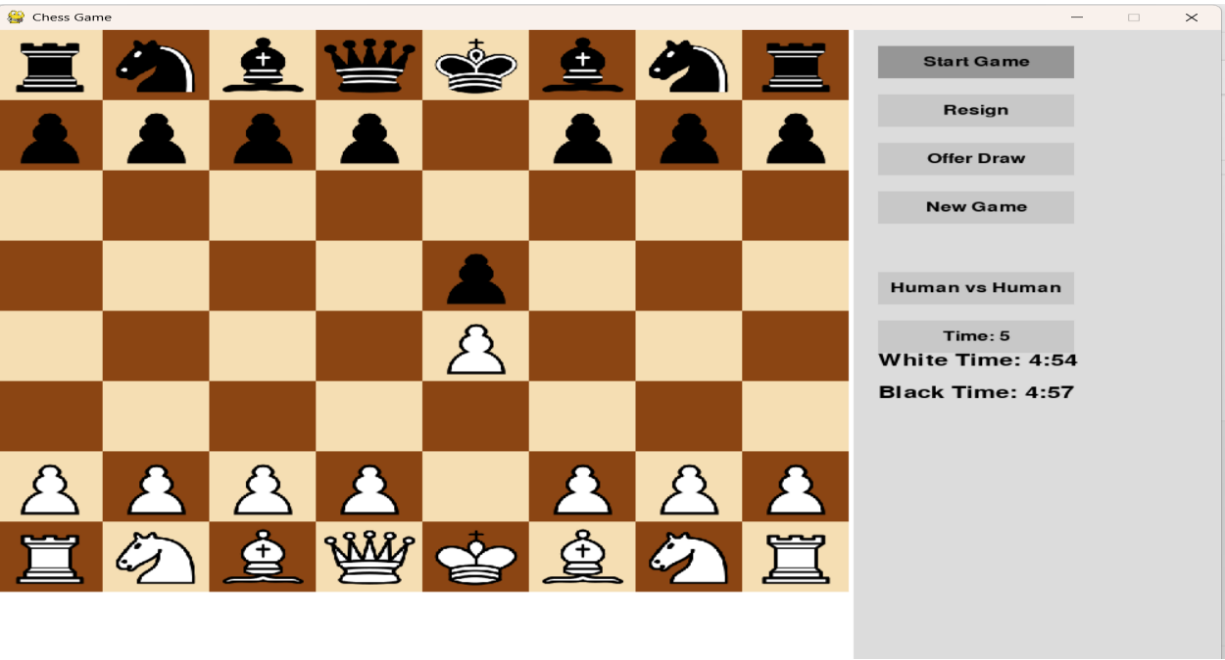 Chess Game
Start Game
Resign
Offer Draw
New Game
Human vs Human
Time: 5
White Time: 4:54
Black Time: 4:57